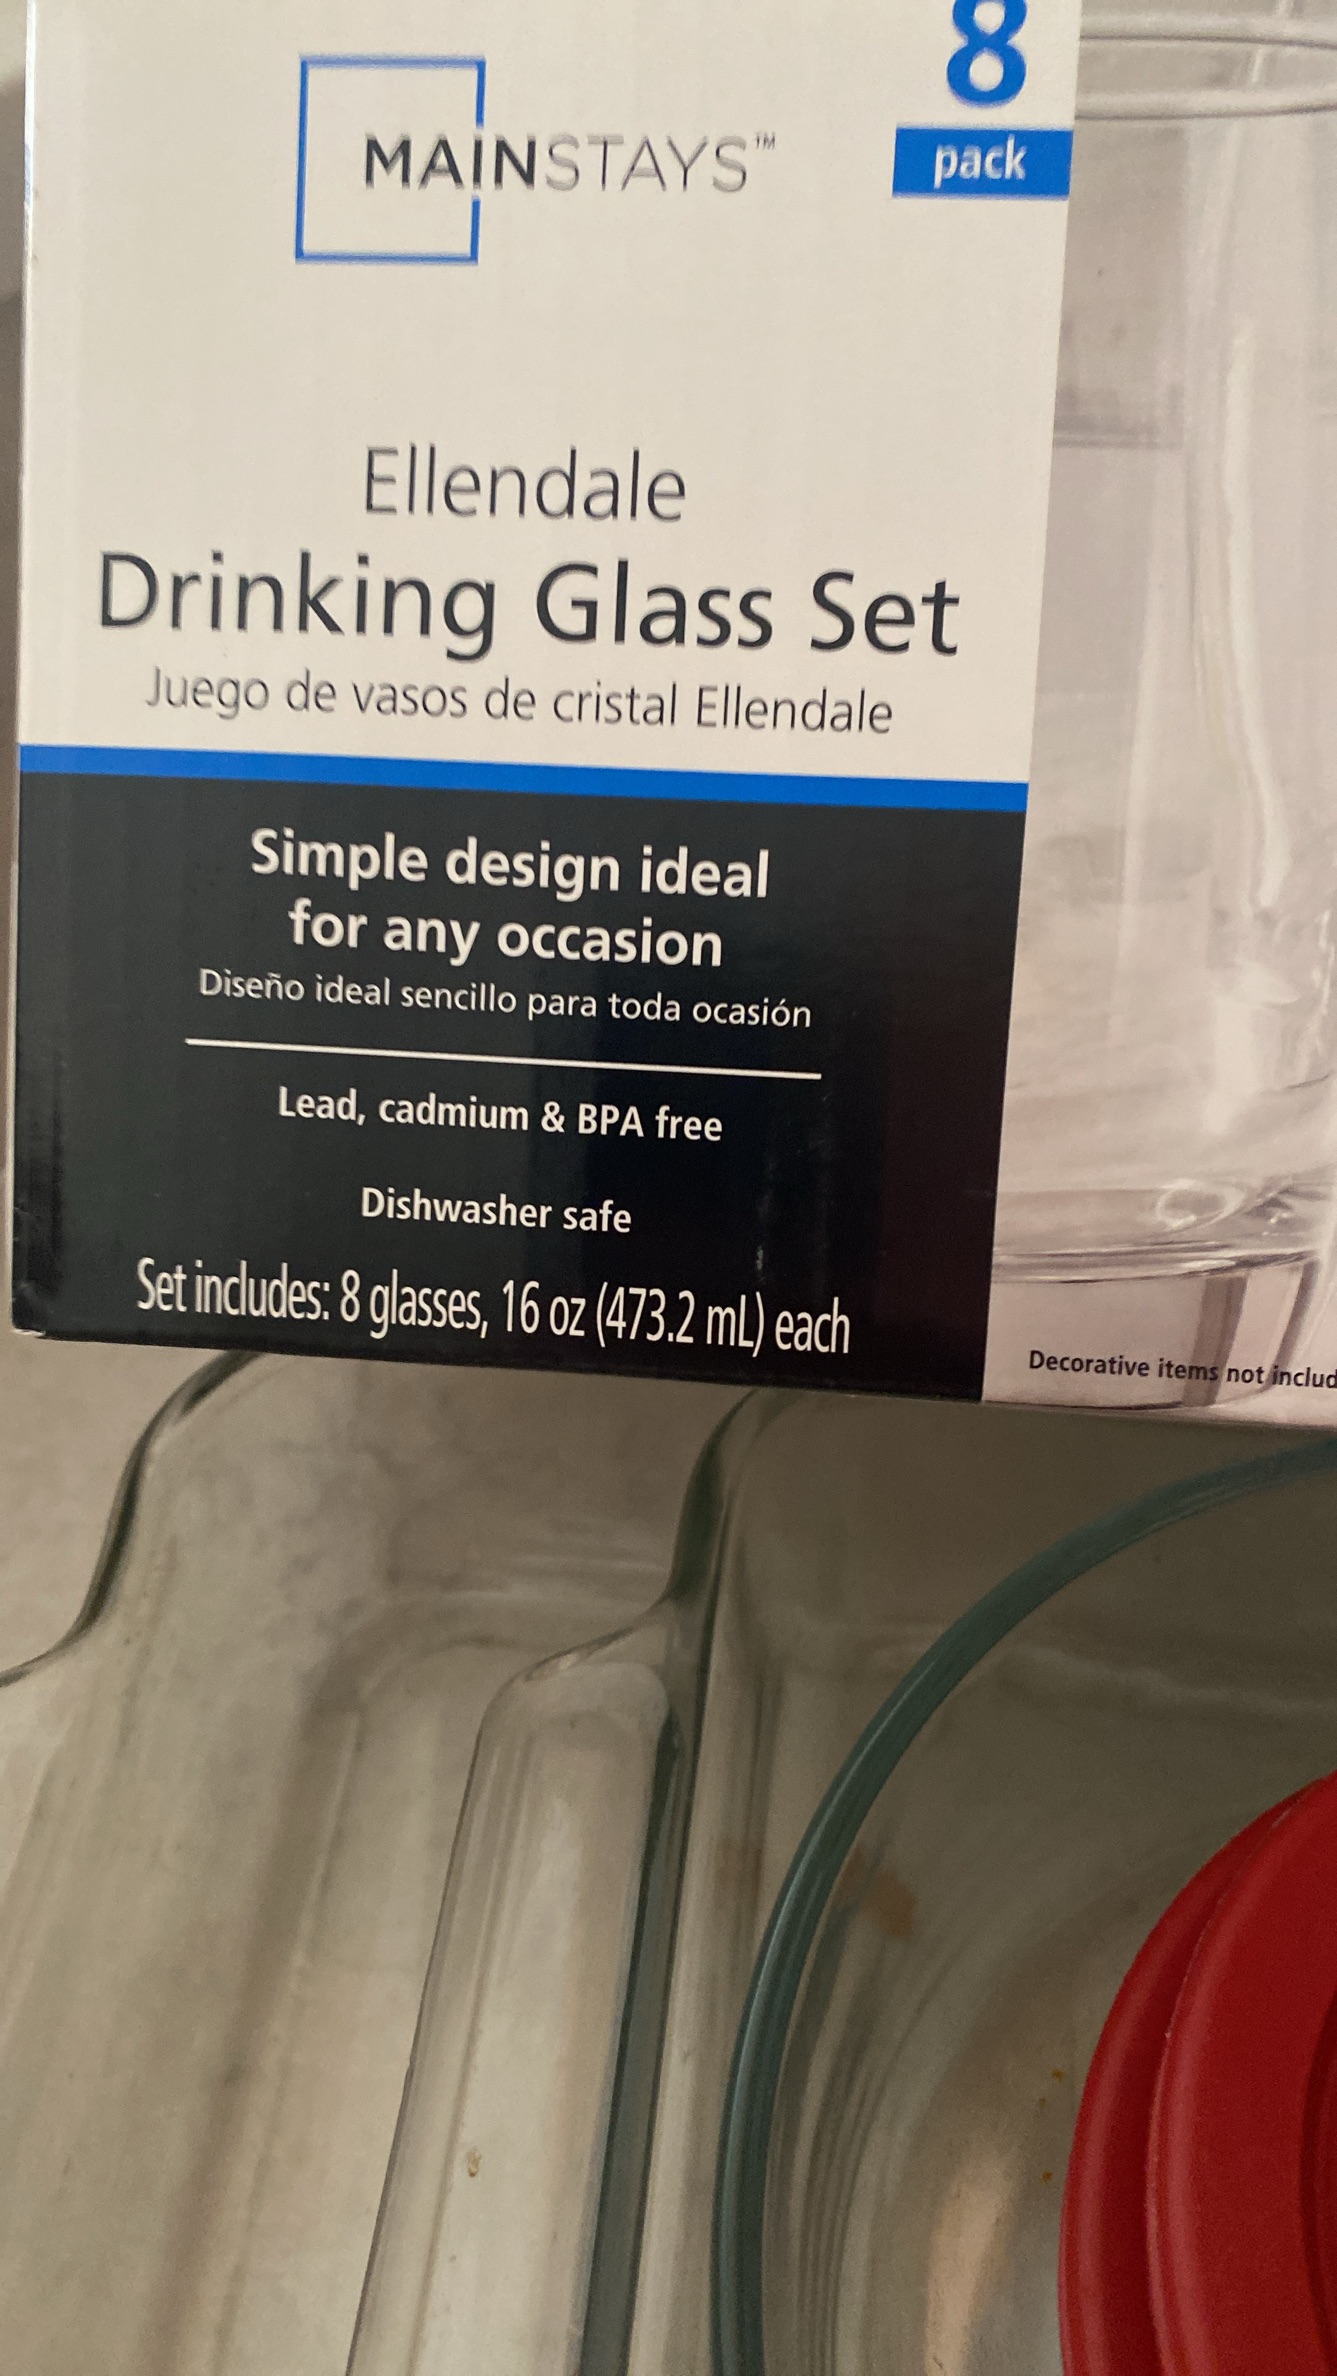 8
pack
MAINSTAYS™
Ellendale
Drinking Glass Set
Juego de vasos de cristal Ellendale
Simple design ideal
for any occasion
Diseño ideal sencillo para toda ocasión
Lead, cadmium & BPA free
Dishwasher safe
Set includes: 8 glasses, 16 oz (473.2 mL) each
Decorative items not includ